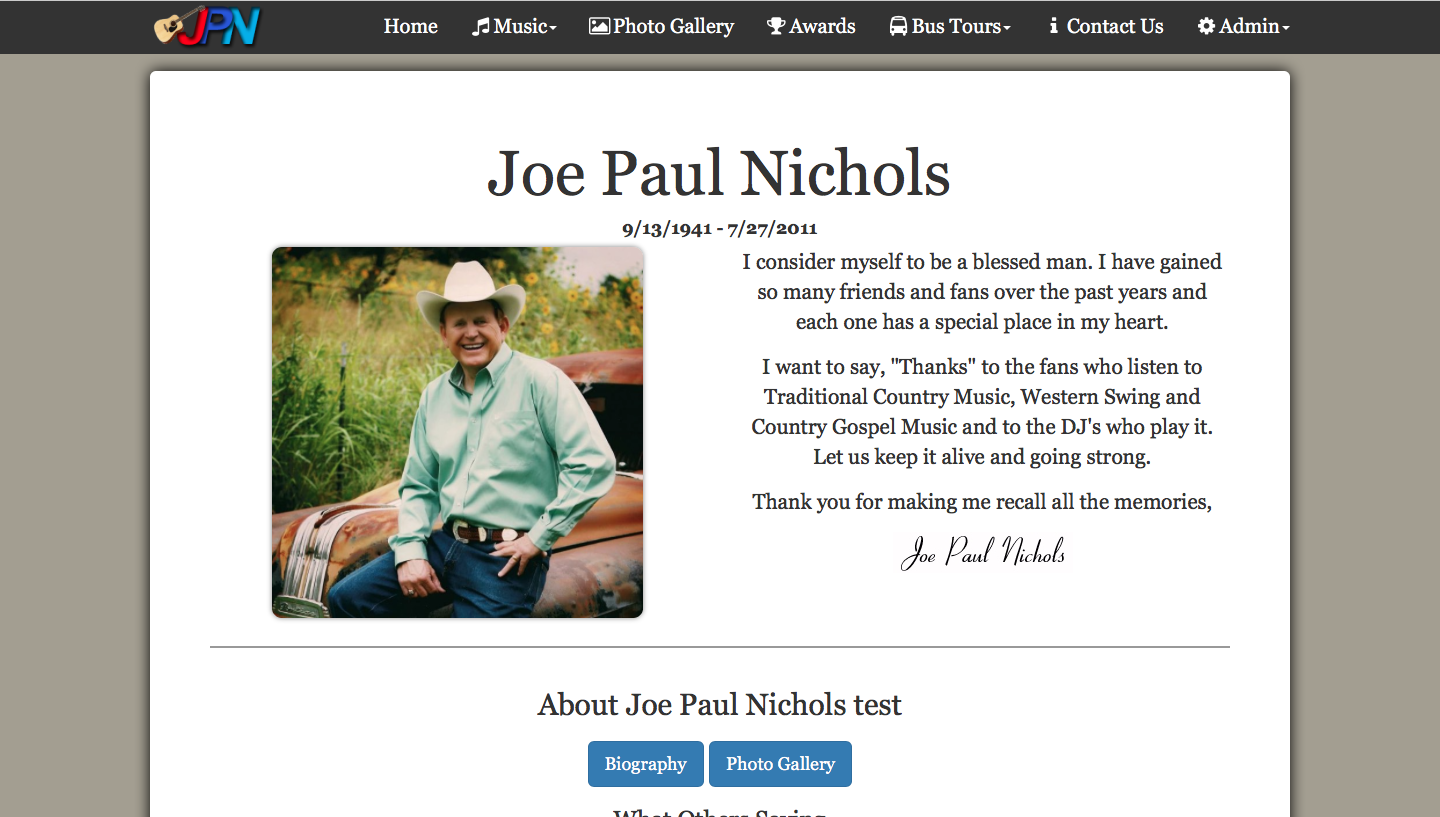 JPN
Home Music Photo Gallery Awards Bus Tours Contact Us Admin
Joe Paul Nichols
9/13/1941 - 7/27/2011
I consider myself to be a blessed man. I have gained
so many friends and fans over the past years and
each one has a special place in my heart.
I want to say, "Thanks" to the fans who listen to
Traditional Country Music, Western Swing and
Country Gospel Music and to the DJ's who play it.
Let us keep it alive and going strong.
Thank you for making me recall all the memories,
Joe Paul Nichols
About Joe Paul Nichols test
Biography Photo Gallery
What Others Saying